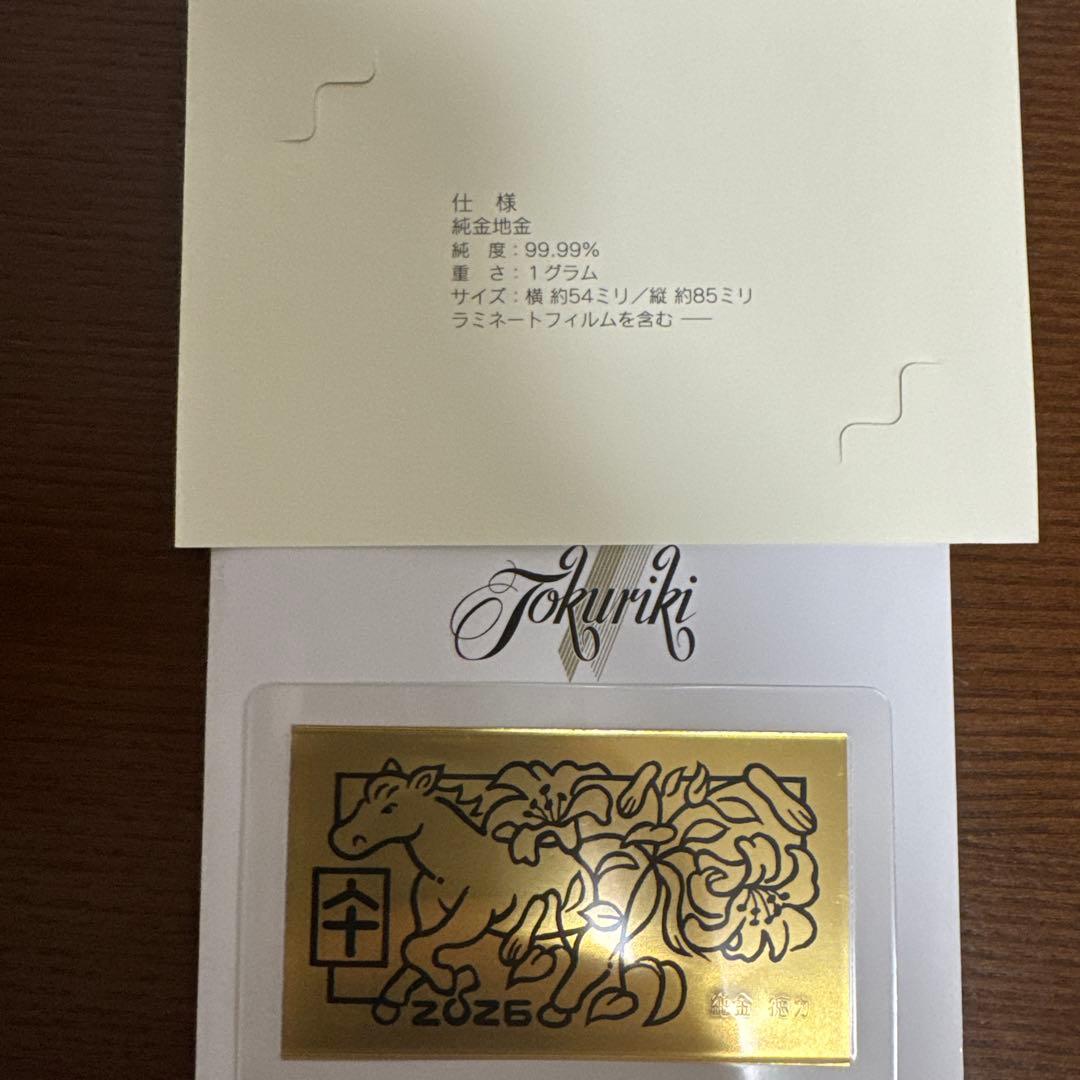 仕　様
純金地金
純　度：99.99%
重　さ：1グラム
サイズ：横 約54ミリ／縦 約85ミリ
ラミネートフィルムを含む ──
Tokuriki
午
2026
純金 徳力